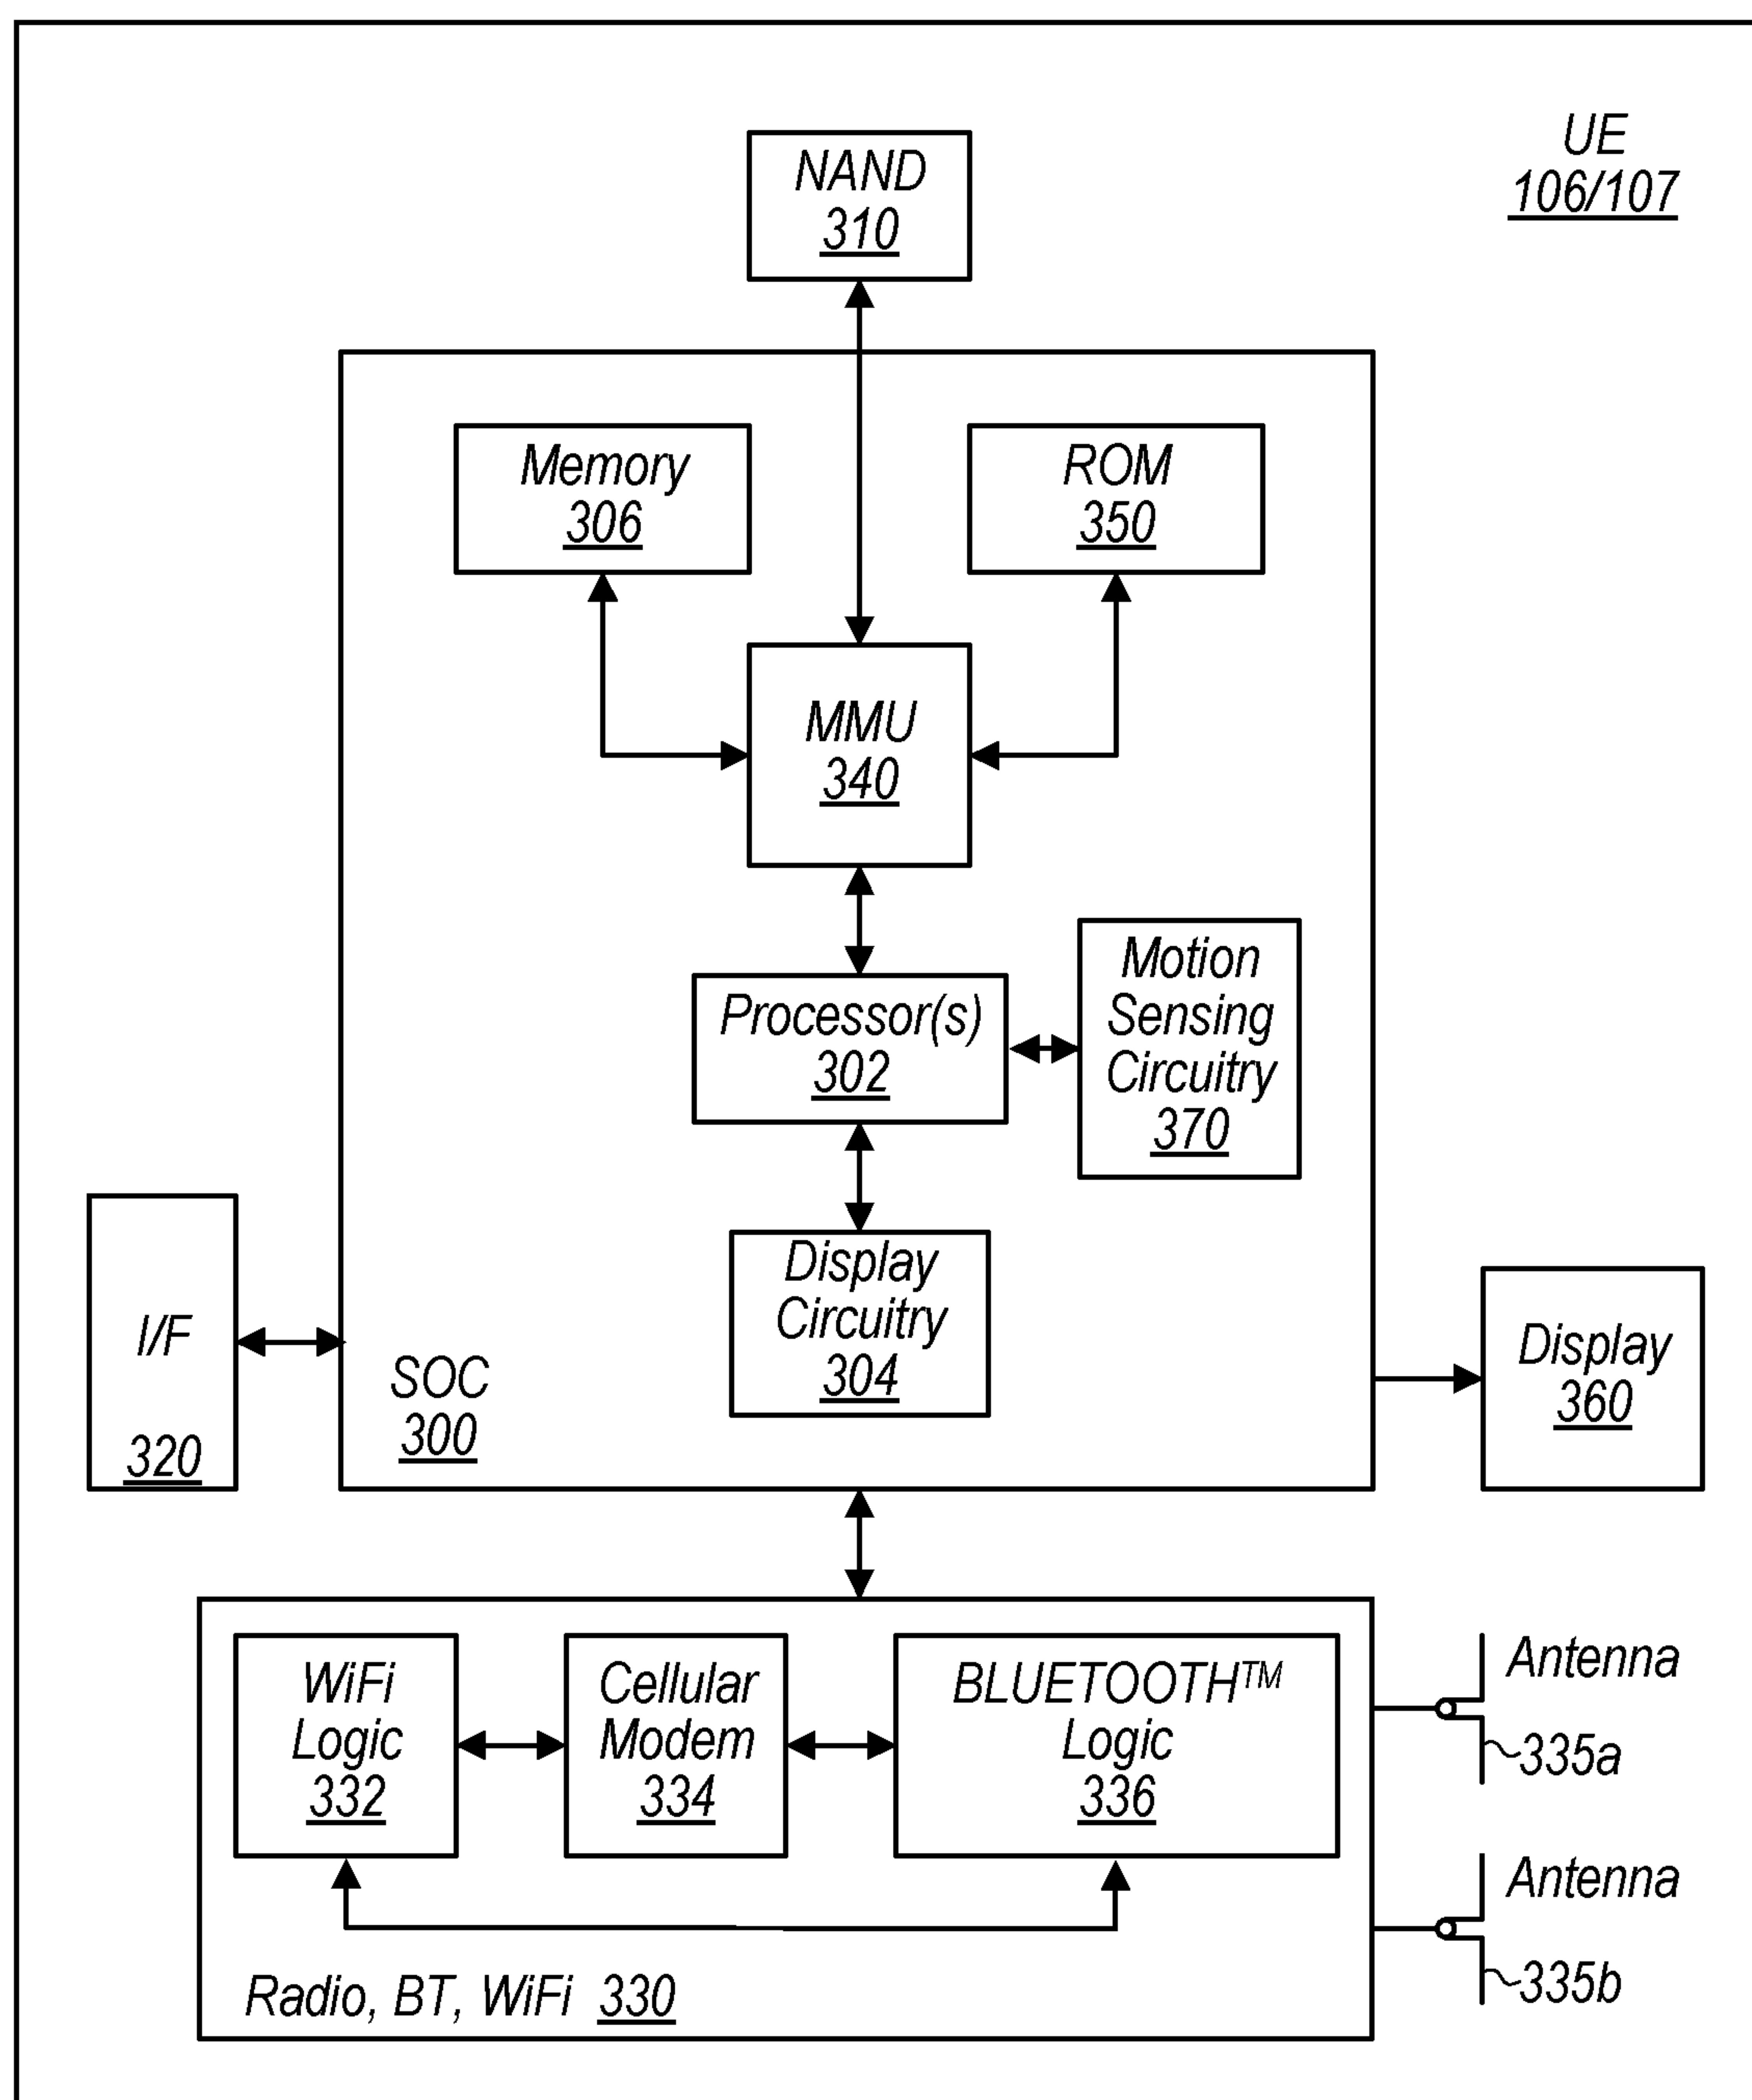 UE
106/107
NAND
310
Memory
306
ROM
350
MMU
340
Processor(s)
302
Motion
Sensing
Circuitry
370
Display
Circuitry
304
I/F
320
SOC
300
Display
360
WiFi
Logic
332
Cellular
Modem
334
BLUETOOTH™
Logic
336
Antenna
335a
Antenna
335b
Radio, BT, WiFi 330